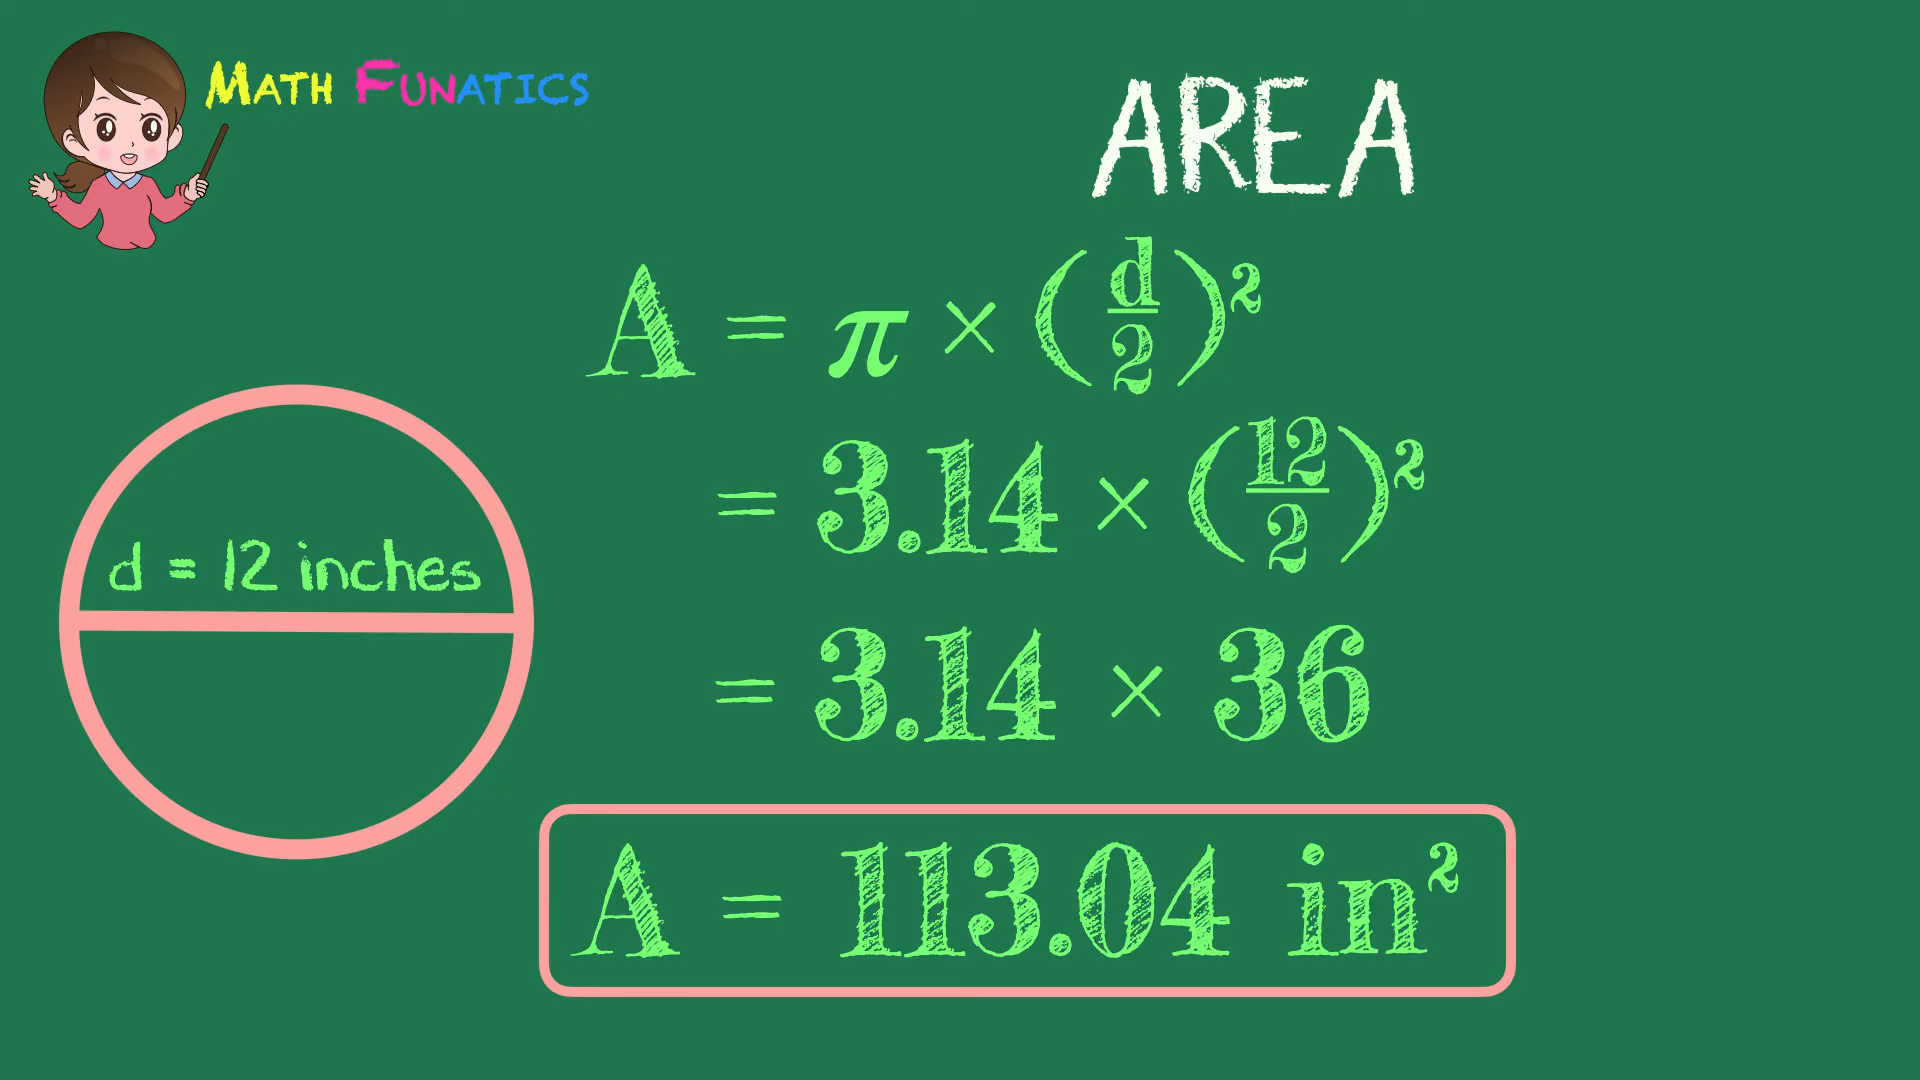 MATH FUNATICS
AREA
A = π × (d/2)²
= 3.14 × (12/2)²
d = 12 inches
= 3.14 × 36
A = 113.04 in²